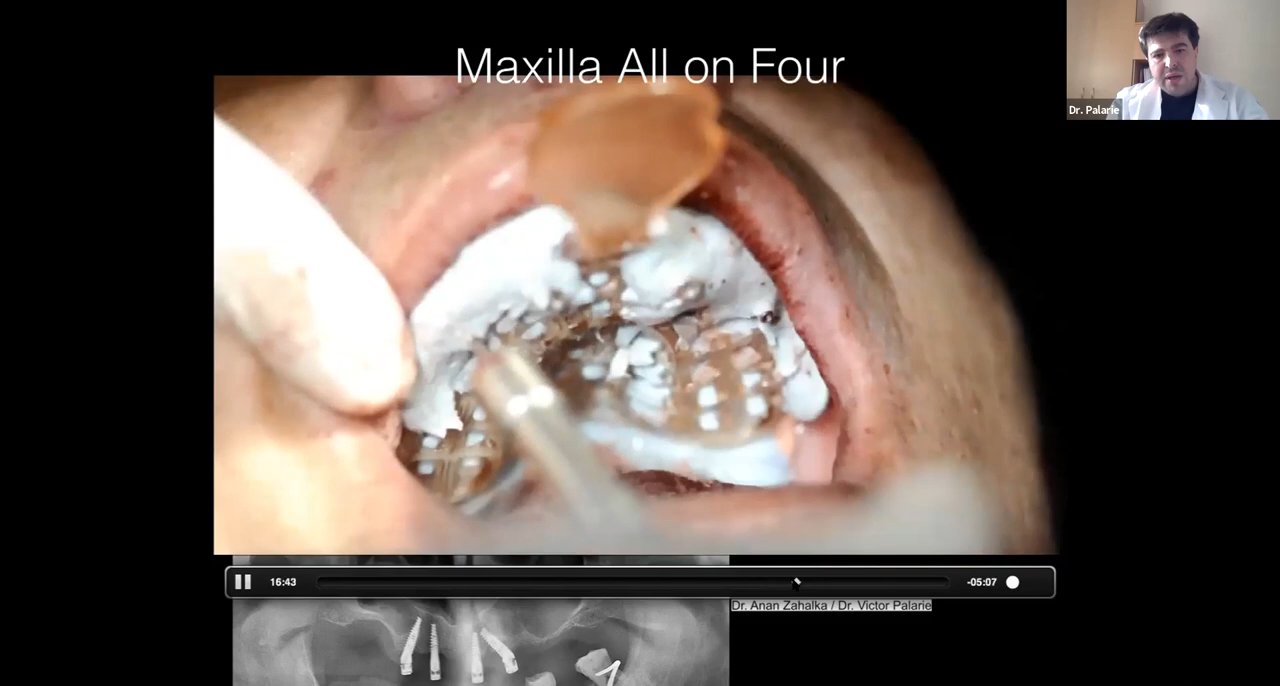 Maxilla All on Four
Dr. Palarie
16:43
-05:07
Dr. Anan Zahalka / Dr. Victor Palarie